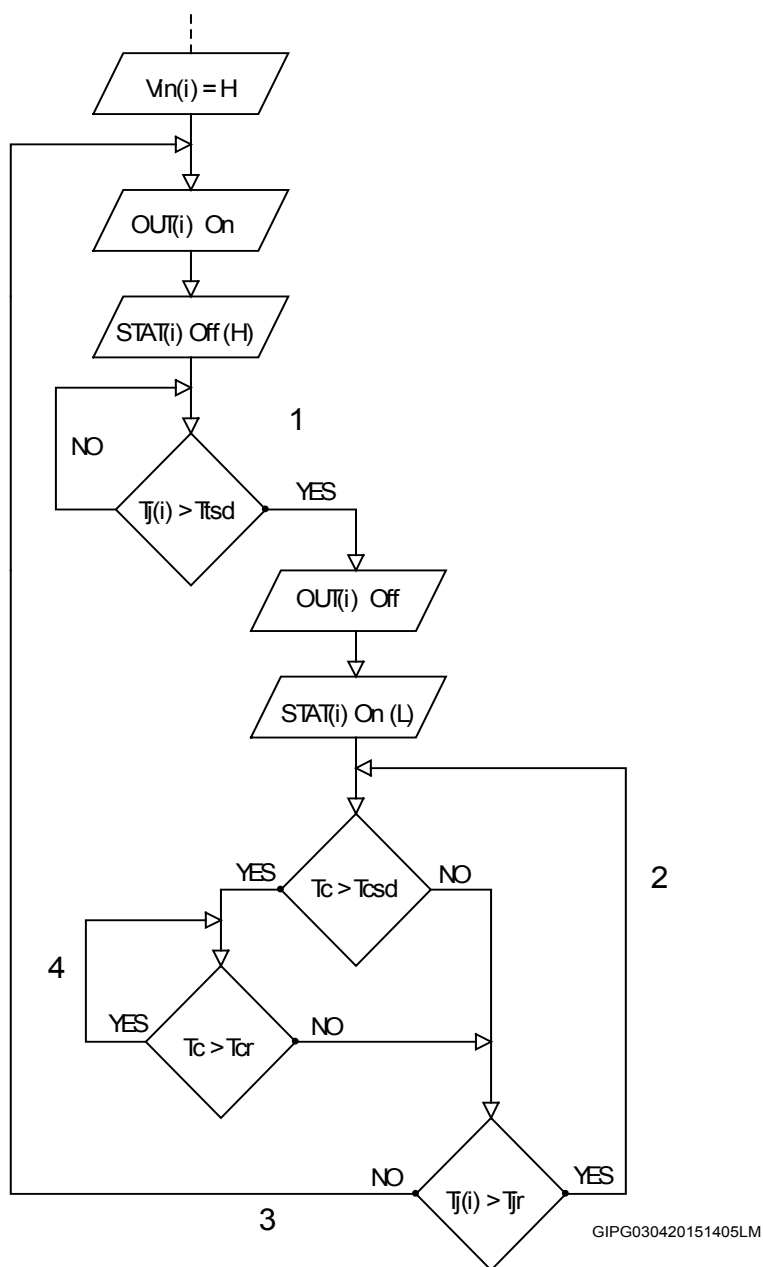 Vin(i) = H
OUT(i) On
STAT(i) Off (H)
1
NO
Tj(i) > Ttsd
YES
OUT(i) Off
STAT(i) On (L)
YES
Tc > Tcsd
NO
2
4
YES
Tc > Tcr
NO
NO
Tj(i) > Tjr
YES
3
GIPG030420151405LM